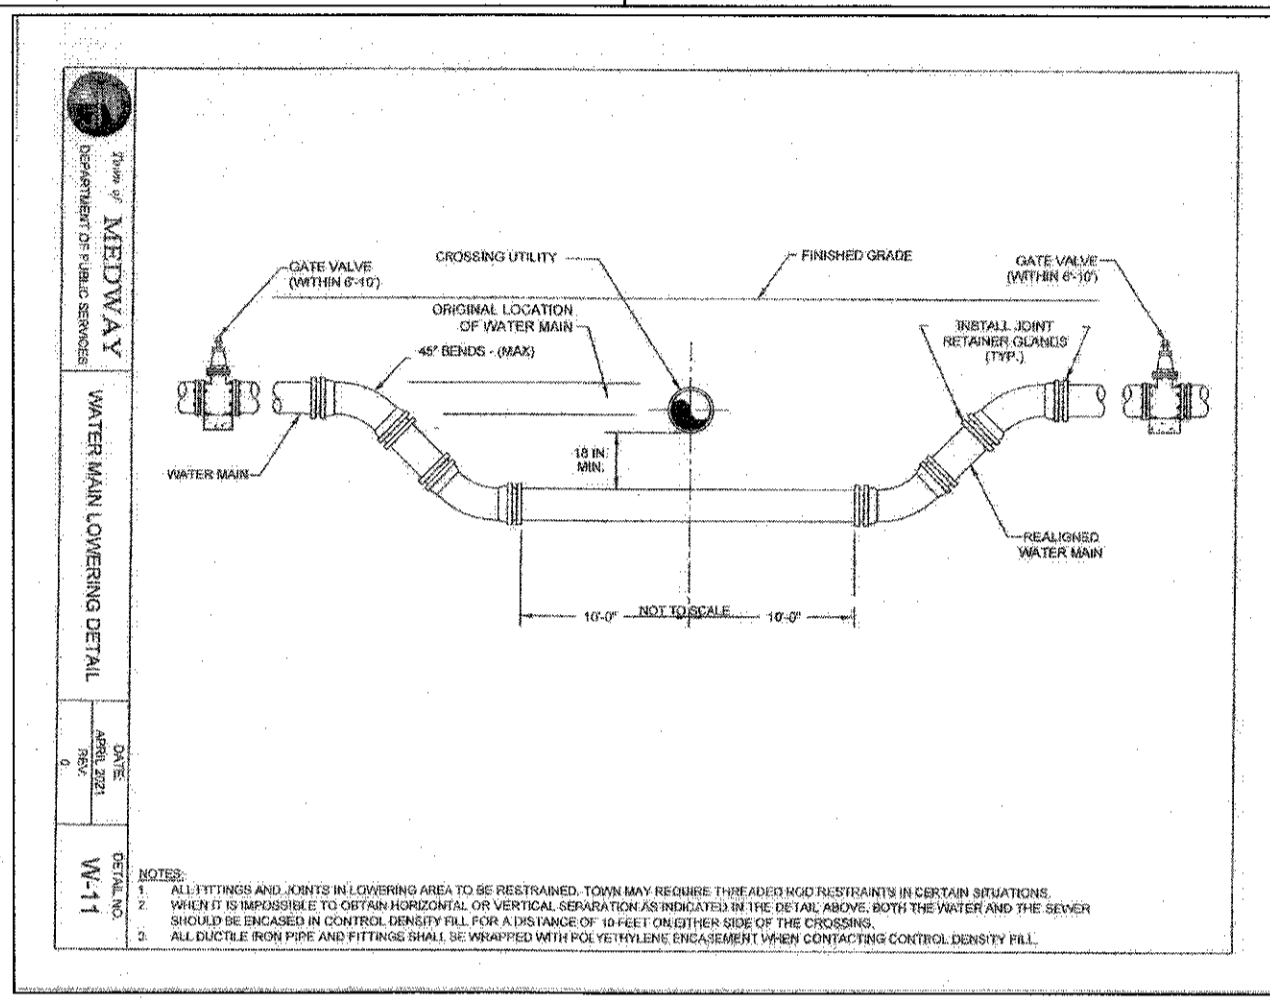 Town of MEDWAY
DEPARTMENT OF PUBLIC SERVICES
WATER MAIN LOWERING DETAIL
DATE:
APRIL 2021
REV:
0
DETAIL NO.
W-11
GATE VALVE
(WITHIN 6'-10')
CROSSING UTILITY
FINISHED GRADE
GATE VALVE
(WITHIN 6'-10')
ORIGINAL LOCATION
OF WATER MAIN
45° BENDS - (MAX)
INSTALL JOINT
RETAINER GLANDS
(TYP.)
WATER MAIN
18 IN.
MIN.
REALIGNED
WATER MAIN
10'-0" NOT TO SCALE 10'-0"
NOTES:
1. ALL FITTINGS AND JOINTS IN LOWERING AREA TO BE RESTRAINED. TOWN MAY REQUIRE THREADED ROD RESTRAINTS IN CERTAIN SITUATIONS.
2. WHEN IT IS IMPOSSIBLE TO OBTAIN HORIZONTAL OR VERTICAL SEPARATION AS INDICATED IN THE DETAIL ABOVE, BOTH THE WATER AND THE SEWER
SHOULD BE ENCASED IN CONTROL DENSITY FILL FOR A DISTANCE OF 10 FEET ON EITHER SIDE OF THE CROSSING.
3. ALL DUCTILE IRON PIPE AND FITTINGS SHALL BE WRAPPED WITH POLYETHYLENE ENCASEMENT WHEN CONTACTING CONTROL DENSITY FILL.